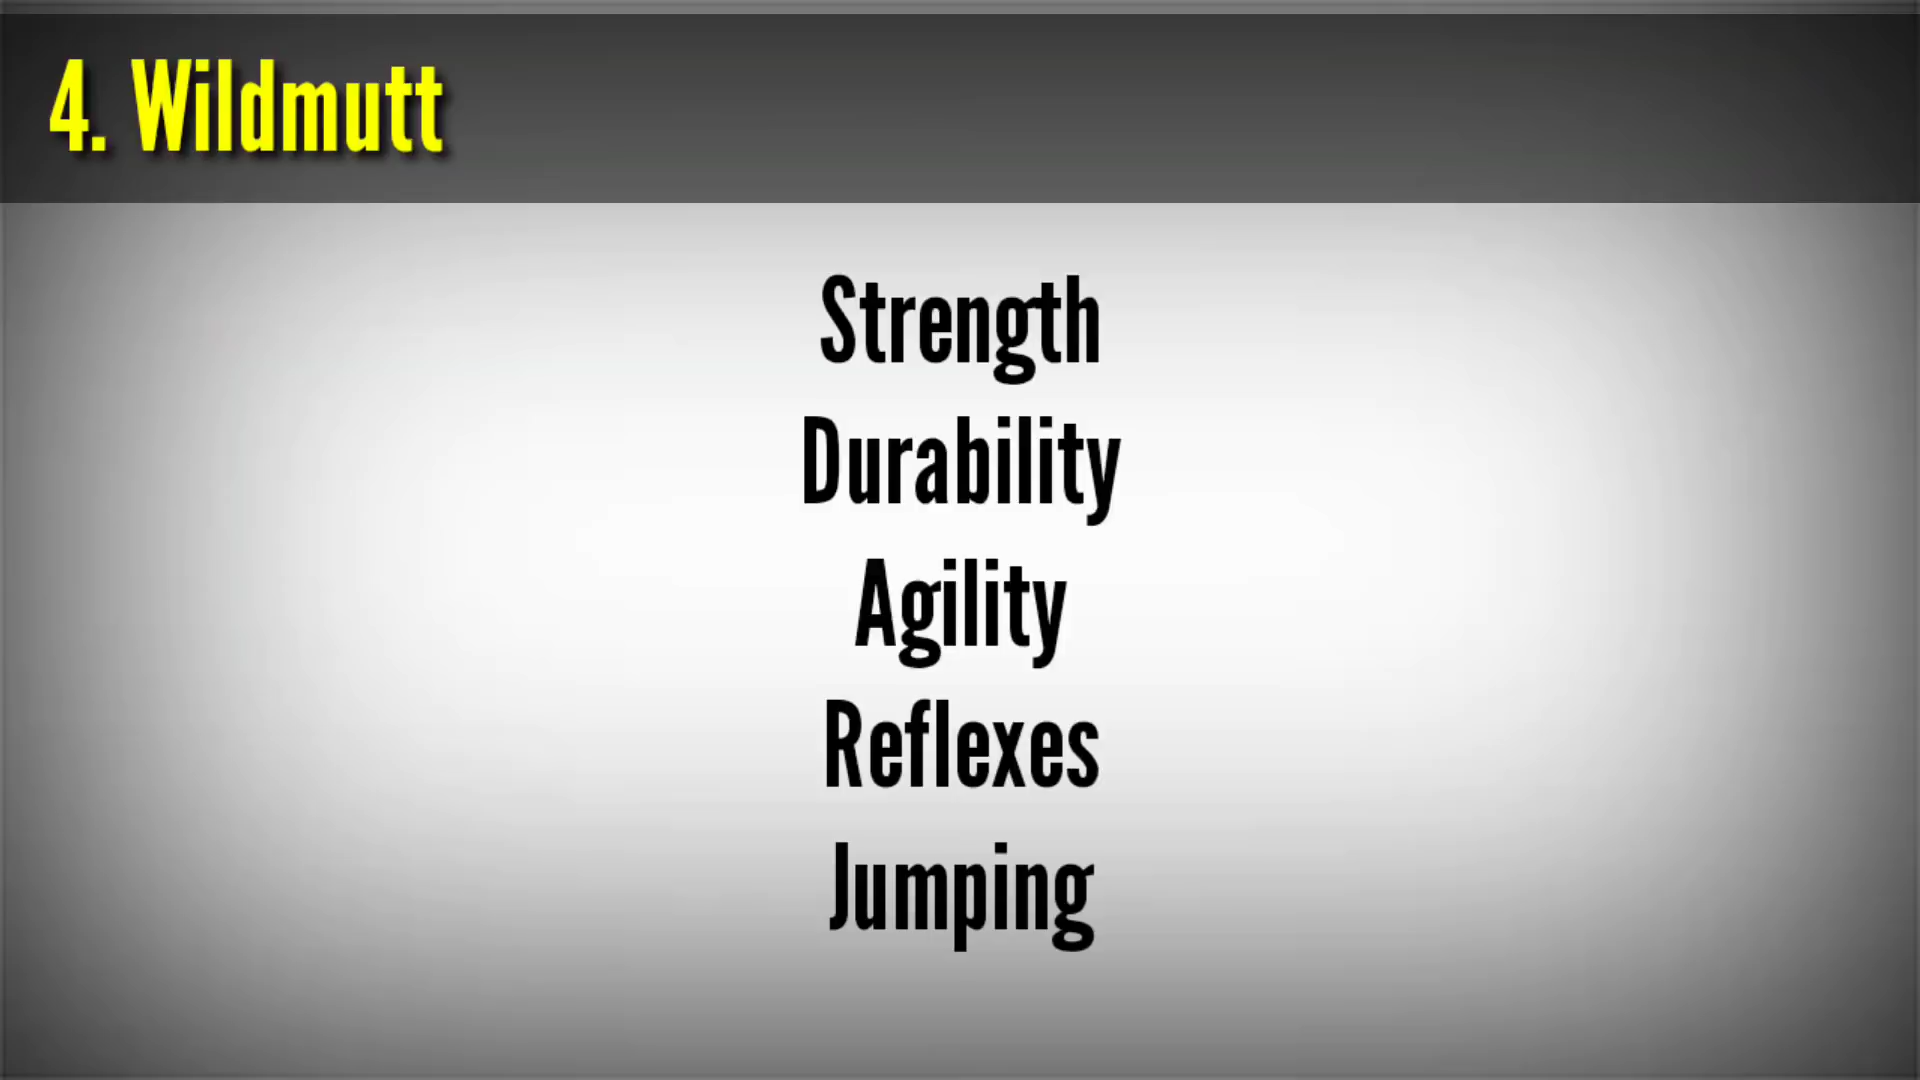 4. Wildmutt
Strength
Durability
Agility
Reflexes
Jumping